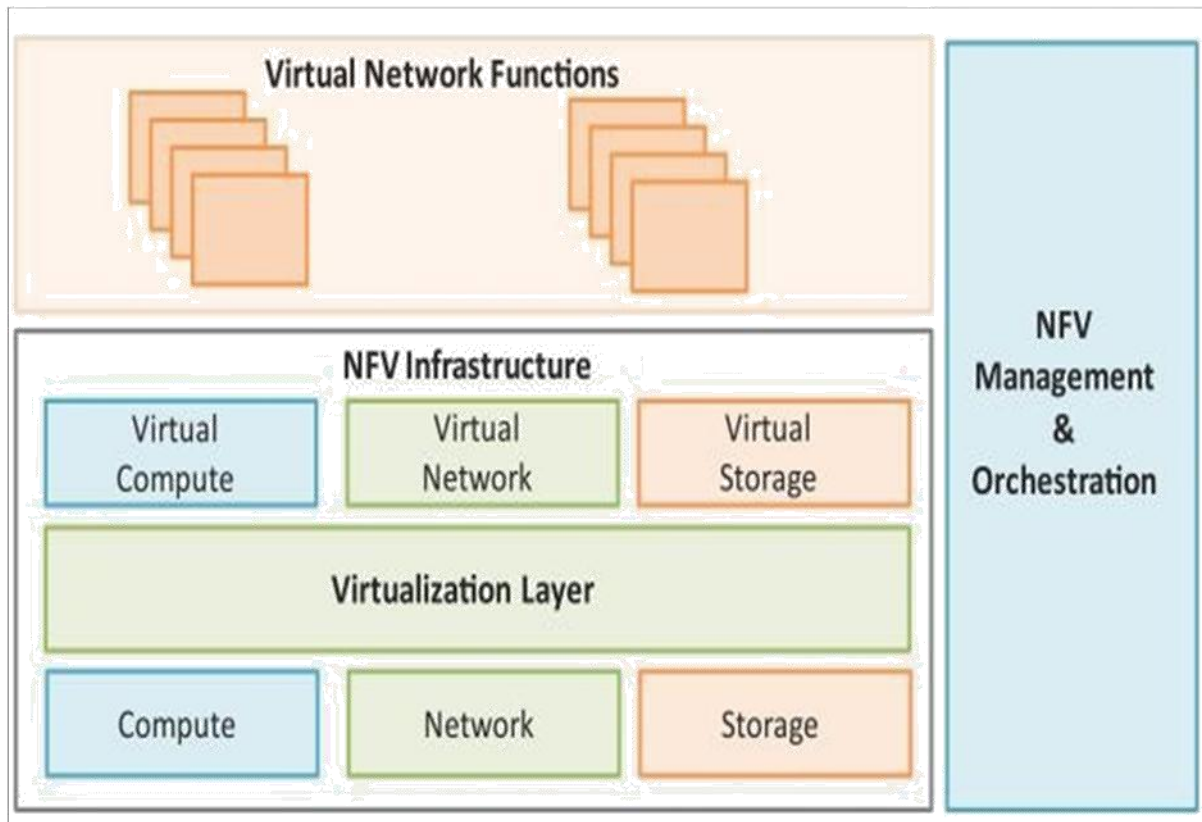 Virtual Network Functions
NFV Infrastructure
Virtual
Compute
Virtual
Network
Virtual
Storage
Virtualization Layer
Compute
Network
Storage
NFV
Management
&
Orchestration